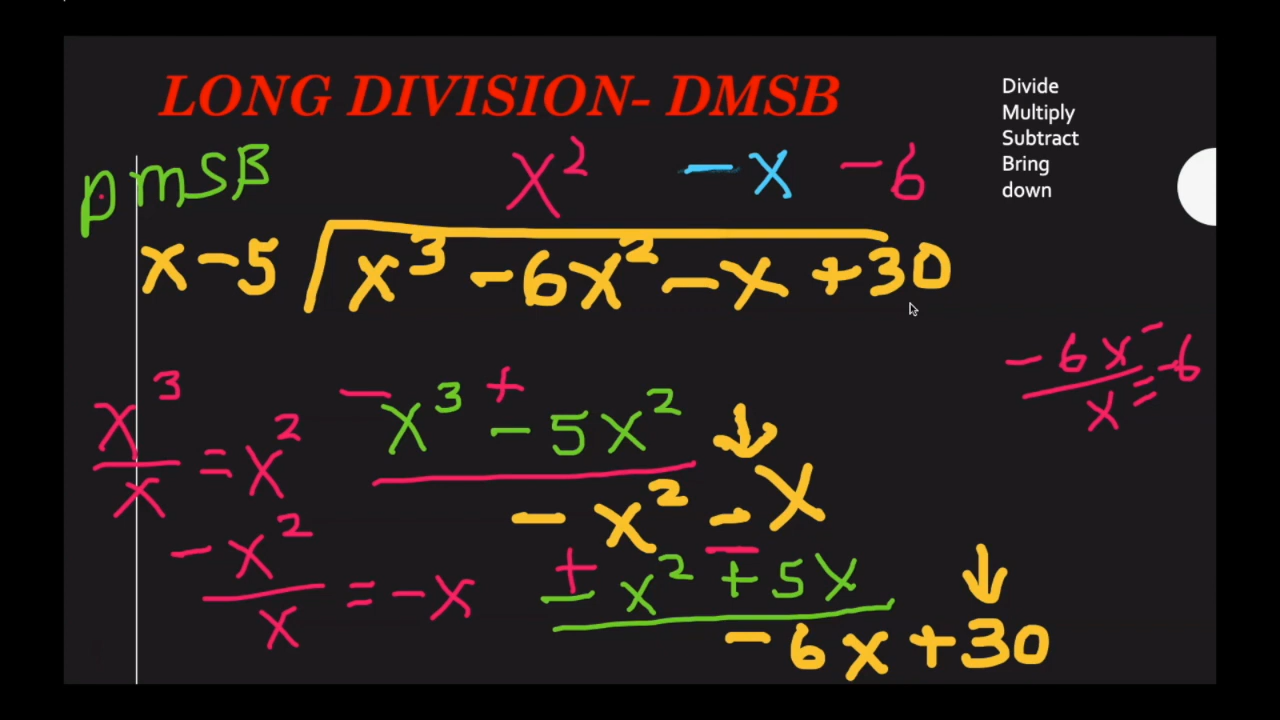 LONG DIVISION- DMSB
Divide
Multiply
Subtract
Bring
down
DMSB
x² -x -6
x-5 x³ -6x² -x +30
x³/x = x²
- +
x³ -5x²
-x² -x
-x²/x = -x
+ -
-x² +5x
-6x +30
-6x/x = -6